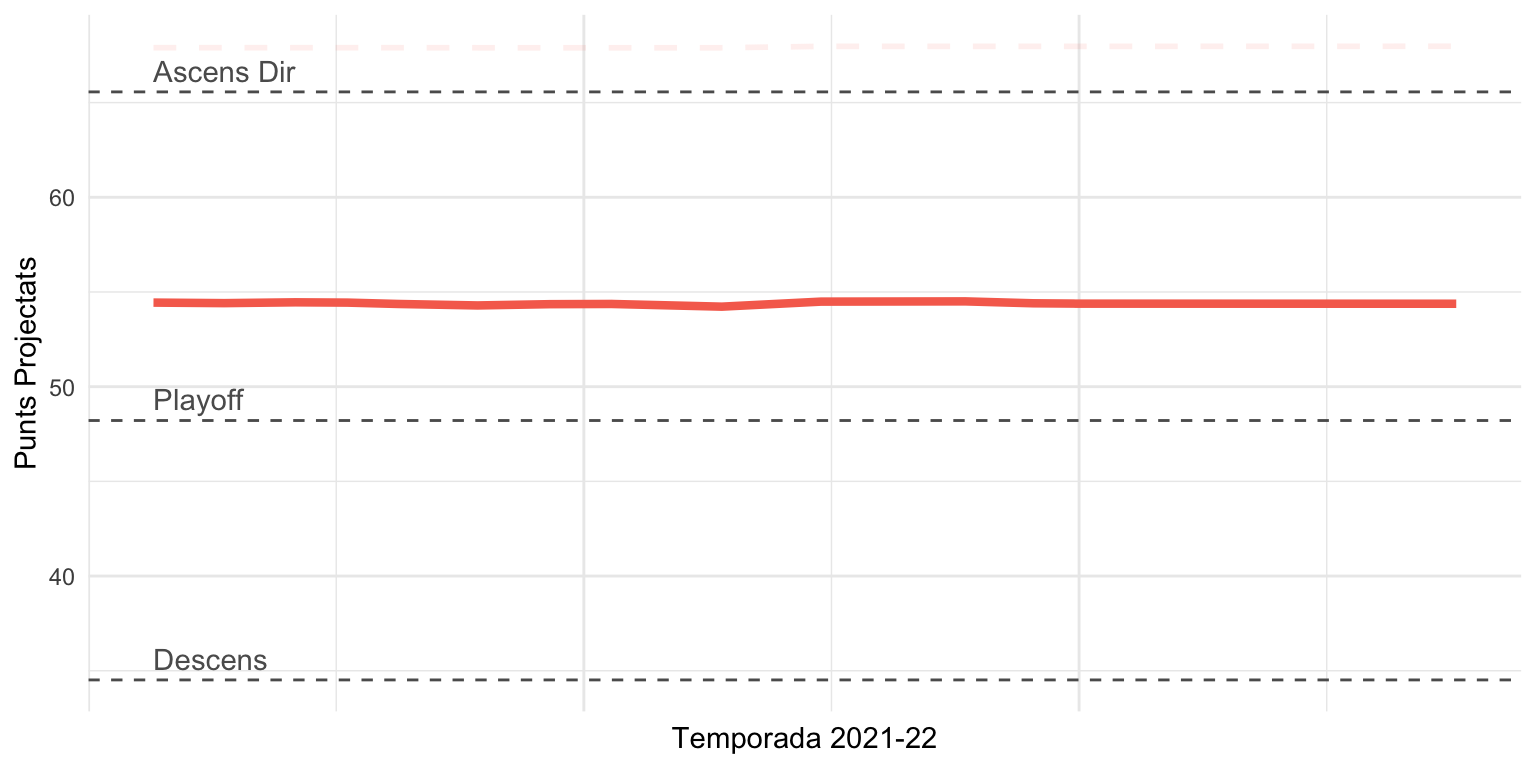 Ascens Dir
60
Punts Projectats
50
Playoff
40
Descens
Temporada 2021-22